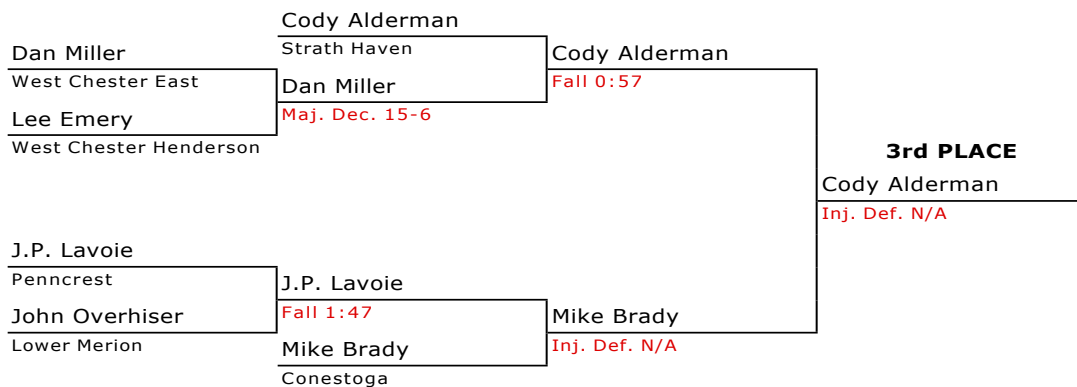 Cody Alderman
Strath Haven
Dan Miller
West Chester East
Cody Alderman
Fall 0:57
Dan Miller
Maj. Dec. 15-6
Lee Emery
West Chester Henderson
3rd PLACE
Cody Alderman
Inj. Def. N/A
J.P. Lavoie
Penncrest
J.P. Lavoie
Fall 1:47
John Overhiser
Lower Merion
Mike Brady
Inj. Def. N/A
Mike Brady
Conestoga